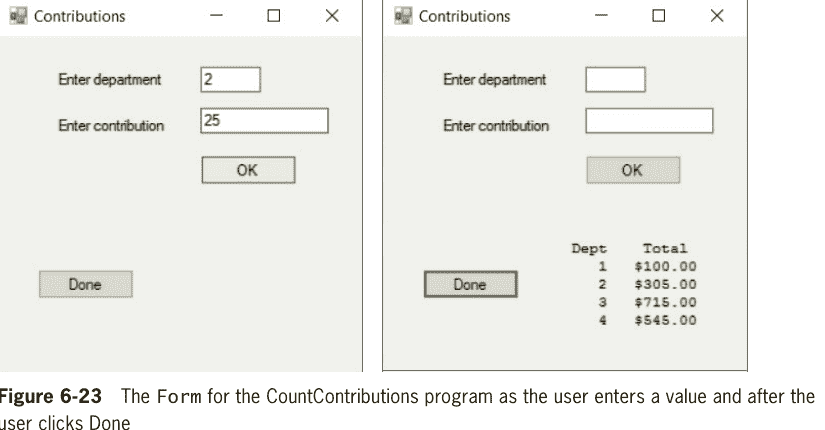 Contributions
Enter department 2
Enter contribution 25
OK
Done
Contributions
Enter department
Enter contribution
OK
Done
Dept Total
1 $100.00
2 $305.00
3 $715.00
4 $545.00
Figure 6-23 The Form for the CountContributions program as the user enters a value and after the
user clicks Done